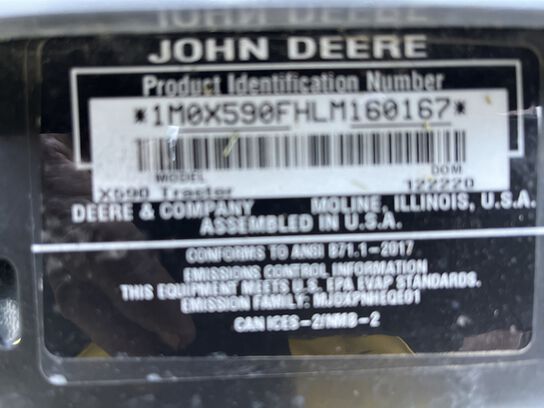 JOHN DEERE
Product Identification Number
*1M0X590FHLM160167*
MODEL DOM
X590 Tractor 122220
DEERE & COMPANY MOLINE, ILLINOIS, U.S.A.
ASSEMBLED IN U.S.A.
CONFORMS TO ANSI B71.1-2017
EMISSIONS CONTROL INFORMATION
THIS EQUIPMENT MEETS U.S. EPA EVAP STANDARDS.
EMISSION FAMILY:
CAN ICES-2/NMB-2